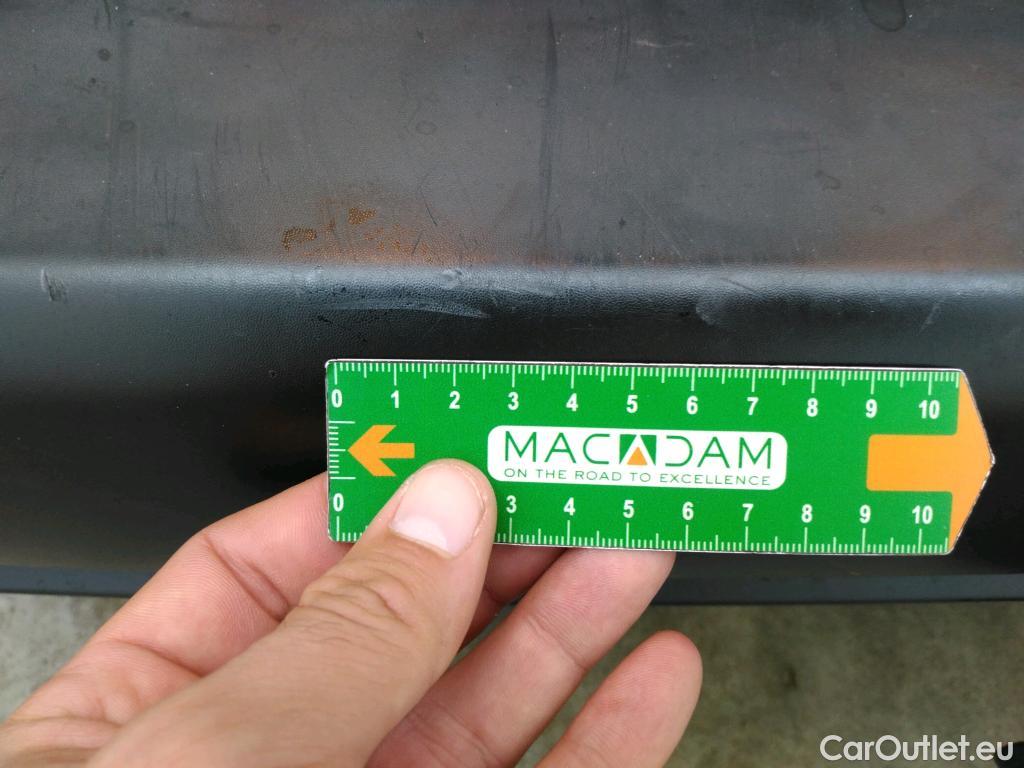 0 1 2 3 4 5 6 7 8 9 10
MACADAM
ON THE ROAD TO EXCELLENCE
0 3 4 5 6 7 8 9 10
CarOutlet.eu